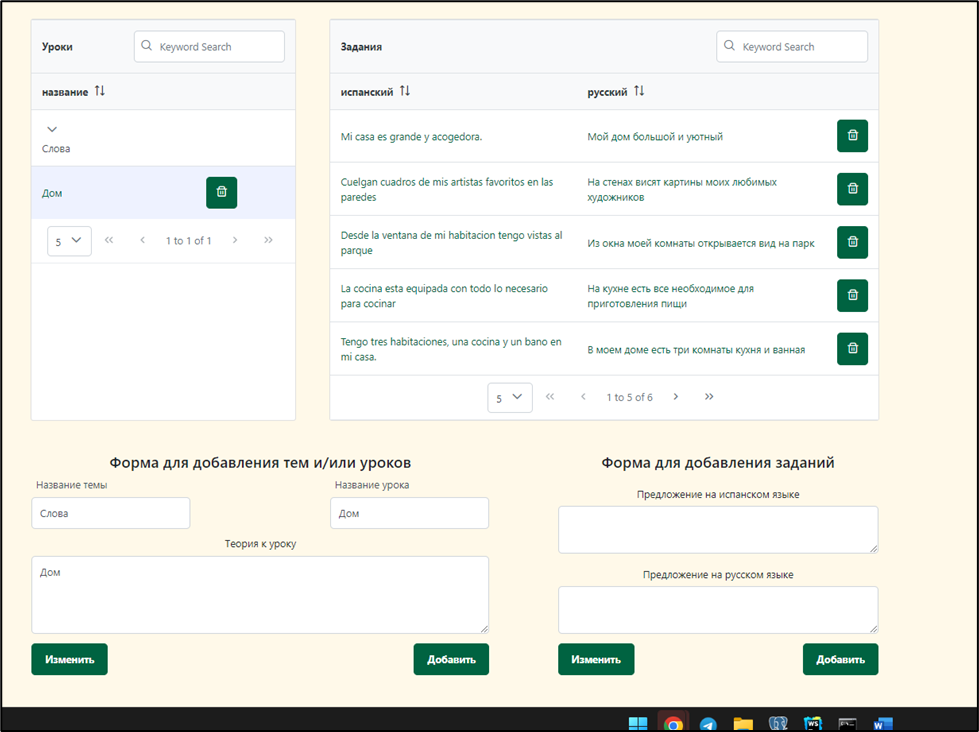 Уроки
Keyword Search
название
Слова
Дом
5
1 to 1 of 1
Задания
Keyword Search
испанский
русский
Mi casa es grande y acogedora.
Мой дом большой и уютный
Cuelgan cuadros de mis artistas favoritos en las
paredes
На стенах висят картины моих любимых
художников
Desde la ventana de mi habitacion tengo vistas al
parque
Из окна моей комнаты открывается вид на парк
La cocina esta equipada con todo lo necesario
para cocinar
На кухне есть все необходимое для
приготовления пищи
Tengo tres habitaciones, una cocina y un bano en
mi casa.
В моем доме есть три комнаты кухня и ванная
5
1 to 5 of 6
Форма для добавления тем и/или уроков
Название темы
Название урока
Слова
Дом
Теория к уроку
Дом
Изменить
Добавить
Форма для добавления заданий
Предложение на испанском языке
Предложение на русском языке
Изменить
Добавить
WS
W